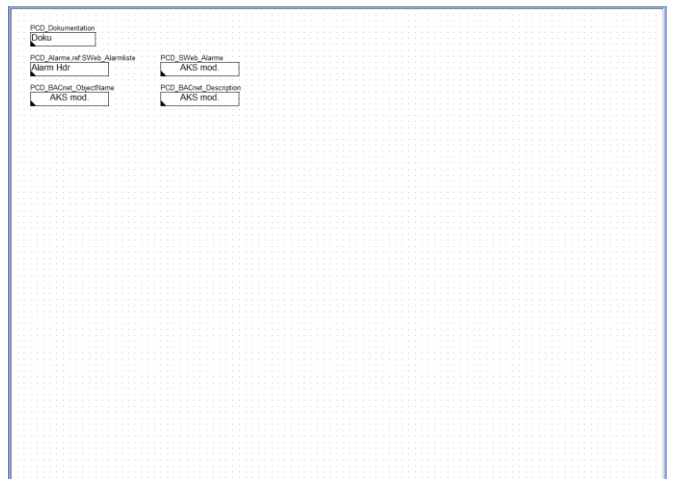 PCD_Dokumentation
Doku
PCD_Alarme,ref:SWeb_Alarmliste PCD_SWeb_Alarme
Alarm Hdr AKS mod.
PCD_BACnet_ObjectName PCD_BACnet_Description
AKS mod. AKS mod.